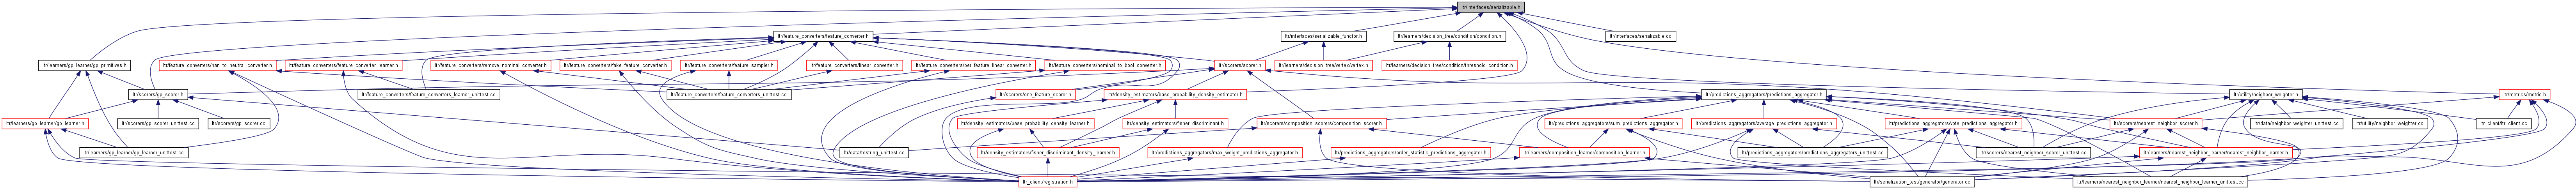 ltr/interfaces/serializable.h
ltr/feature_converters/feature_converter.h
ltr/interfaces/serializable_functor.h
ltr/learners/decision_tree/condition/condition.h
ltr/interfaces/serializable.cc
ltr/learners/gp_learner/gp_primitives.h
ltr/feature_converters/nan_to_neutral_converter.h
ltr/feature_converters/feature_converter_learner.h
ltr/feature_converters/remove_nominal_converter.h
ltr/feature_converters/fake_feature_converter.h
ltr/feature_converters/feature_sampler.h
ltr/feature_converters/linear_converter.h
ltr/feature_converters/per_feature_linear_converter.h
ltr/feature_converters/nominal_to_bool_converter.h
ltr/scorers/scorer.h
ltr/learners/decision_tree/vertex/vertex.h
ltr/learners/decision_tree/condition/threshold_condition.h
ltr/scorers/gp_scorer.h
ltr/feature_converters/feature_converters_learner_unittest.cc
ltr/feature_converters/feature_converters_unittest.cc
ltr/scorers/one_feature_scorer.h
ltr/density_estimators/base_probability_density_estimator.h
ltr/predictions_aggregators/predictions_aggregator.h
ltr/utility/neighbor_weighter.h
ltr/metrics/metric.h
ltr/learners/gp_learner/gp_learner.h
ltr/scorers/gp_scorer_unittest.cc
ltr/scorers/gp_scorer.cc
ltr/density_estimators/base_probability_density_learner.h
ltr/density_estimators/fisher_discriminant.h
ltr/scorers/composition_scorers/composition_scorer.h
ltr/predictions_aggregators/sum_predictions_aggregator.h
ltr/predictions_aggregators/average_predictions_aggregator.h
ltr/predictions_aggregators/vote_predictions_aggregator.h
ltr/scorers/nearest_neighbor_scorer.h
ltr/data/neighbor_weighter_unittest.cc
ltr/utility/neighbor_weighter.cc
ltr_client/ltr_client.cc
ltr/learners/gp_learner/gp_learner_unittest.cc
ltr/data/histring_unittest.cc
ltr/density_estimators/fisher_discriminant_density_learner.h
ltr/predictions_aggregators/max_weight_predictions_aggregator.h
ltr/predictions_aggregators/order_statistic_predictions_aggregator.h
ltr/learners/composition_learner/composition_learner.h
ltr/predictions_aggregators/predictions_aggregators_unittest.cc
ltr/scorers/nearest_neighbor_scorer_unittest.cc
ltr/learners/nearest_neighbor_learner/nearest_neighbor_learner.h
ltr_client/registration.h
ltr/serialization_test/generator/generator.cc
ltr/learners/nearest_neighbor_learner/nearest_neighbor_learner_unittest.cc